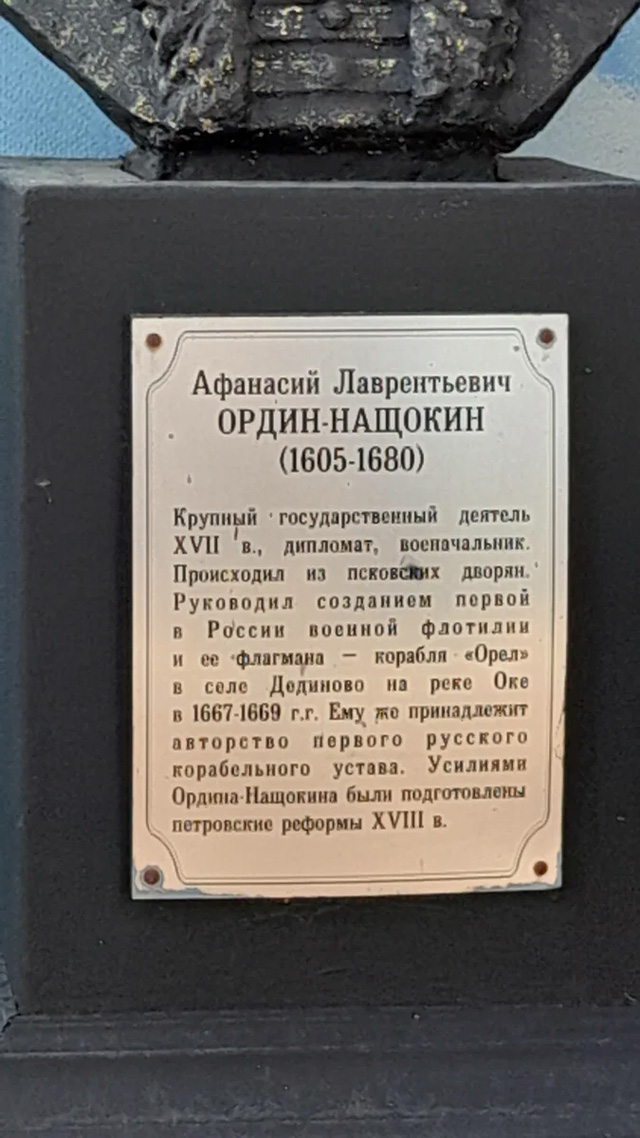 Афанасий Лаврентьевич
ОРДИН-НАЩОКИН
(1605-1680)
Крупный государственный деятель
XVII в., дипломат, военачальник.
Происходил из псковских дворян.
Руководил созданием первой
в России военной флотилии
и ее флагмана – корабля «Орел»
в селе Дединово на реке Оке
в 1667-1669 г.г. Ему же принадлежит
авторство первого русского
корабельного устава. Усилиями
Ордина-Нащокина были подготовлены
петровские реформы XVIII в.